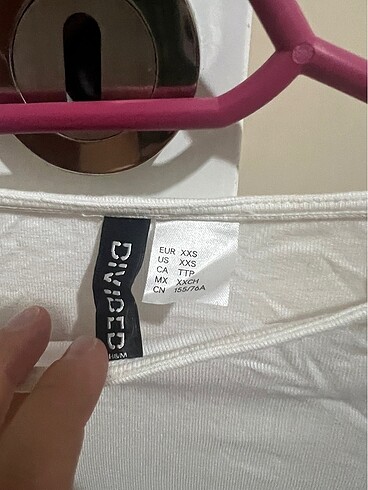 DIVIDED
H&M
EUR XXS
US XXS
CA TTP
MX XXCH
CN 155/76A